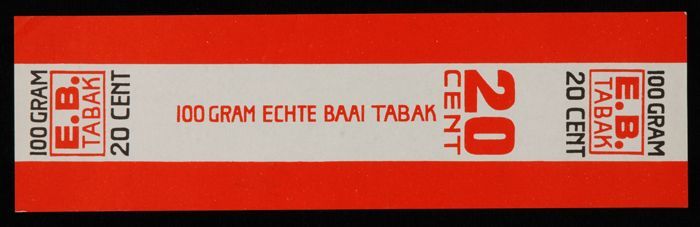 100 GRAM
E.B.
TABAK
20 CENT
100 GRAM ECHTE BAAI TABAK
20
CENT
100 GRAM
E.B.
TABAK
20 CENT